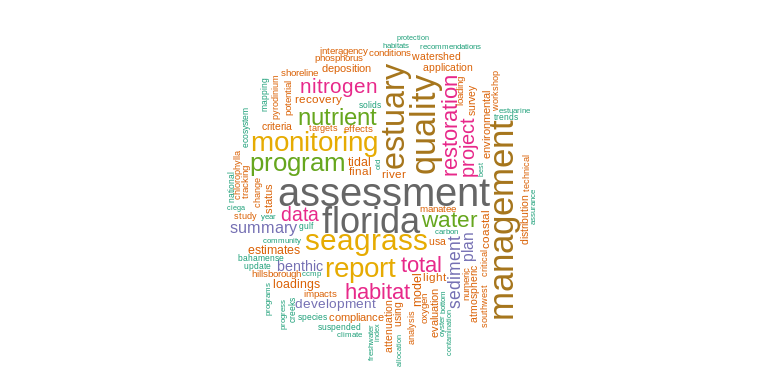 protection
habitats
recommendations
interagency
conditions
phosphorus
watershed
deposition
application
shoreline
nitrogen
estuary
quality
restoration
loading
survey
workshop
mapping
pyrodinium
potential
recovery
solids
nutrient
project
environmental
estuarine
trends
ecosystem
criteria
targets
effects
monitoring
program
tidal
final
old
river
best
management
technical
national
chlorophylla
tracking
change
status
assessment
assurance
ciega
study
year
data
florida
manatee
water
carbon
coastal
distribution
summary
gulf
seagrass
usa
community
estimates
sediment
plan
critical
bahamense
update
benthic
report
total
hillsborough
ccmp
loadings
light
model
numeric
atmospheric
southwest
habitat
impacts
development
programs
progress
creeks
species
compliance
suspended
climate
freshwater
index
attenuation
using
allocation
analysis
oxygen
evaluation
oyster
bottom
contamination